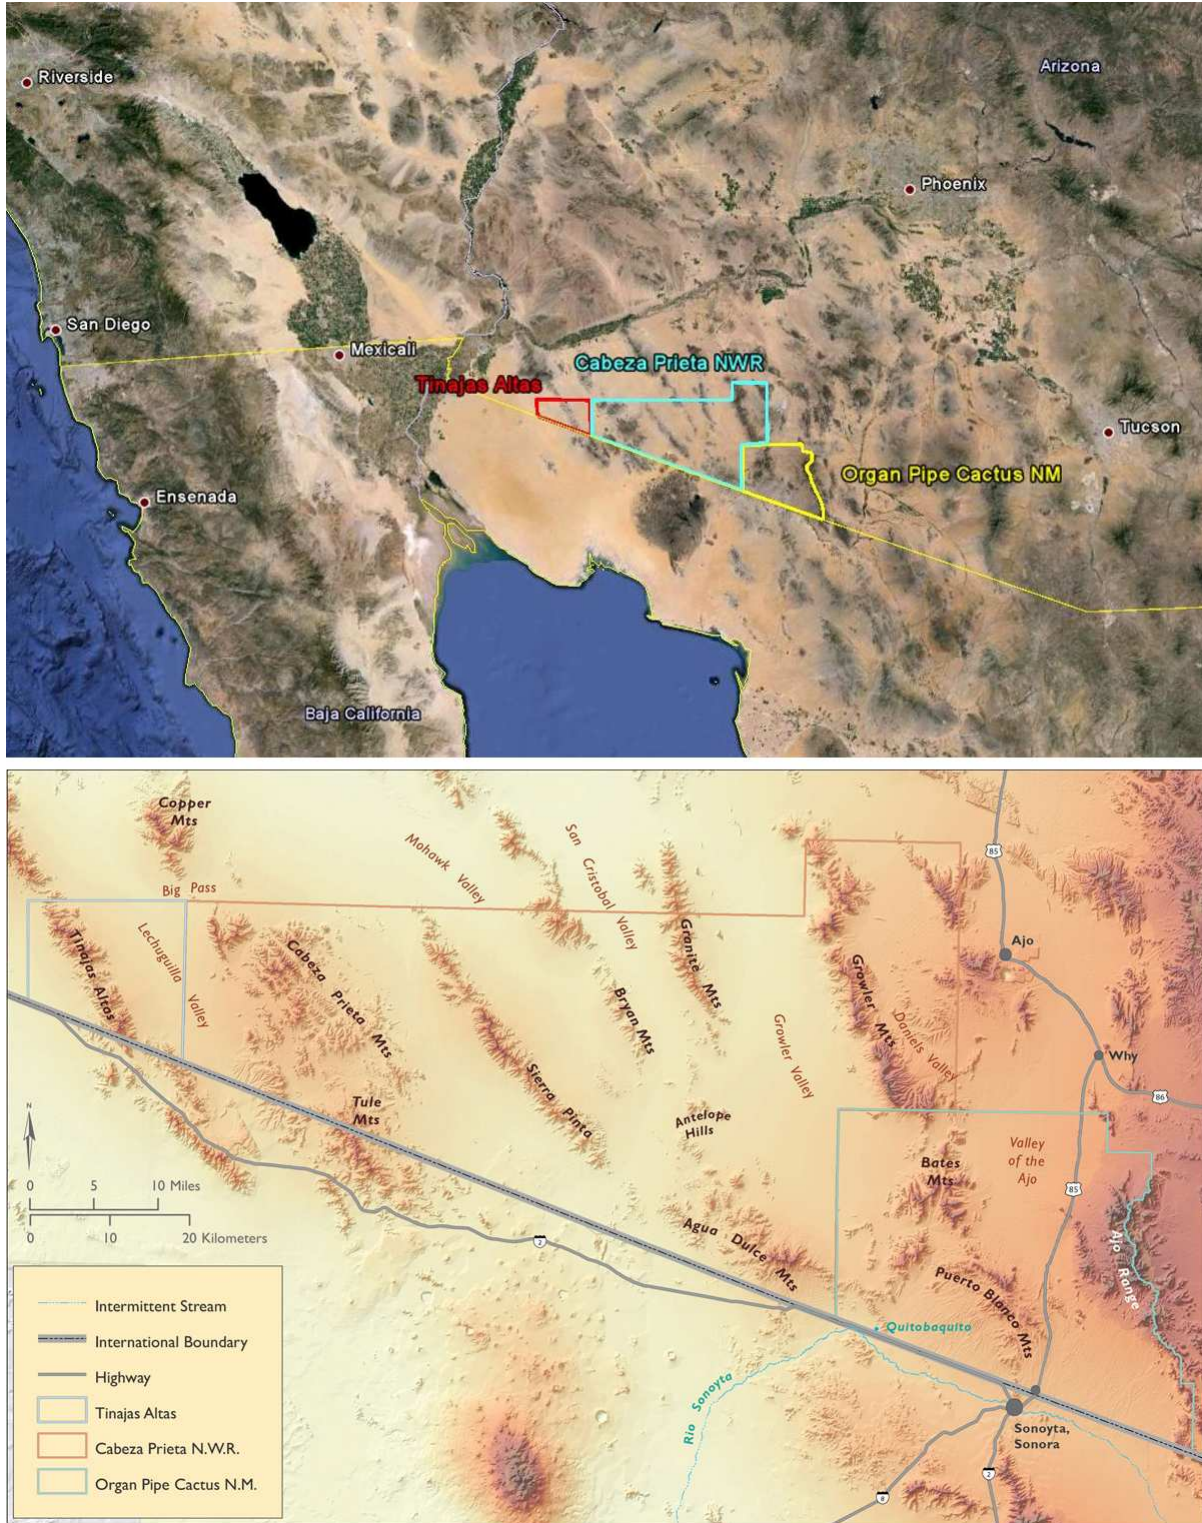 Riverside
Arizona
Phoenix
San Diego
Mexicali
Cabeza Prieta NWR
Tinajas Altas
Tucson
Organ Pipe Cactus NM
Ensenada
Baja California
Copper
Mts
Mohawk Valley
San Cristobal Valley
Big Pass
85
Tinajas Altas
Lechuguilla Valley
Cabeza Prieta Mts
Granite Mts
Ajo
Growler Mts
Bryan Mts
Growler Valley
Daniels Valley
Why
Sierra Pinta
86
Tule
Mts
Antelope
Hills
N
Valley
of the
Ajo
Bates
Mts
85
0 5 10 Miles
0 10 20 Kilometers
2
Agua Dulce Mts
Ajo Range
Puerto Blanco Mts
Intermittent Stream
International Boundary
Highway
Tinajas Altas
Cabeza Prieta N.W.R.
Organ Pipe Cactus N.M.
Quitobaquito
Rio Sonoyta
Sonoyta,
Sonora
2
8